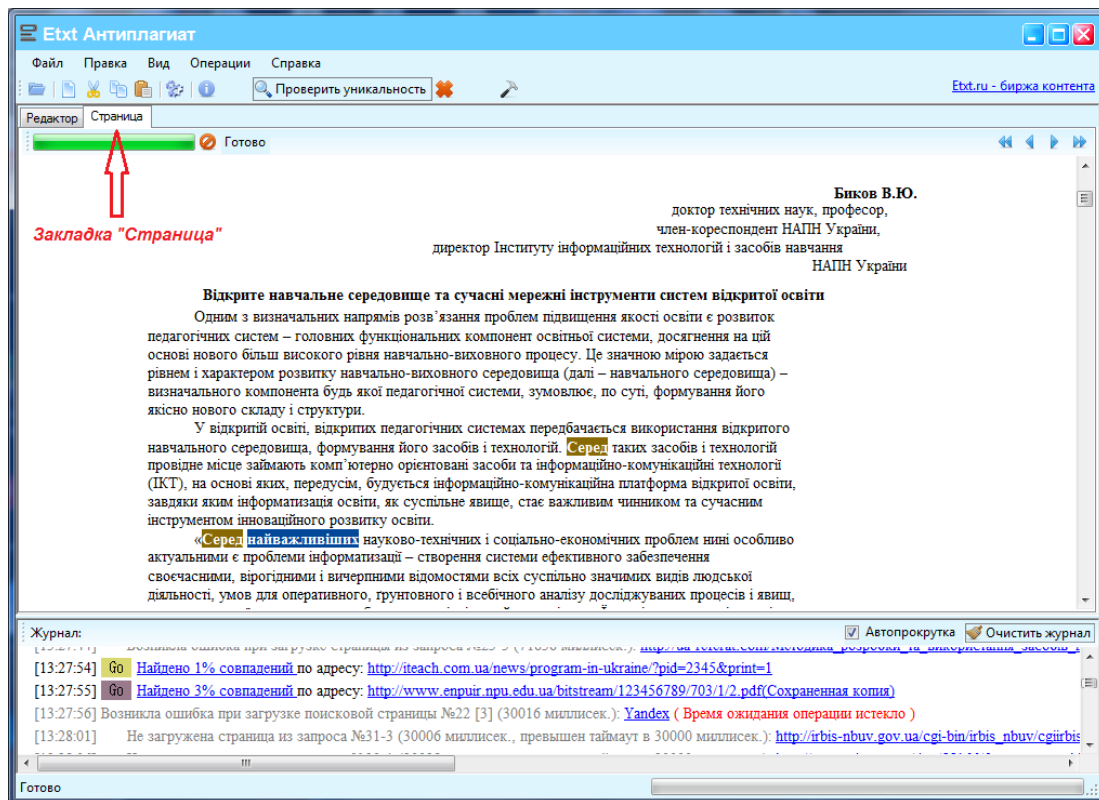 Etxt Антиплагиат
Файл Правка Вид Операции Справка
Проверить уникальность
Etxt.ru - биржа контента
Редактор Страница
Готово
Закладка "Страница"
Биков В.Ю.
доктор технічних наук, професор,
член-кореспондент НАПН України,
директор Інституту інформаційних технологій і засобів навчання
НАПН України
Відкрите навчальне середовище та сучасні мережні інструменти систем відкритої освіти
Одним з визначальних напрямів розв’язання проблем підвищення якості освіти є розвиток
педагогічних систем – головних функціональних компонент освітньої системи, досягнення на цій
основі нового більш високого рівня навчально-виховного процесу. Це значною мірою задається
рівнем і характером розвитку навчально-виховного середовища (далі – навчального середовища) –
визначального компонента будь якої педагогічної системи, зумовлює, по суті, формування його
якісно нового складу і структури.
У відкритій освіті, відкритих педагогічних системах передбачається використання відкритого
навчального середовища, формування його засобів і технологій. Серед таких засобів і технологій
провідне місце займають комп’ютерно орієнтовані засоби та інформаційно-комунікаційні технології
(ІКТ), на основі яких, передусім, будується інформаційно-комунікаційна платформа відкритої освіти,
завдяки яким інформатизація освіти, як суспільне явище, стає важливим чинником та сучасним
інструментом інноваційного розвитку освіти.
«Серед найважливіших науково-технічних і соціально-економічних проблем нині особливо
актуальними є проблеми інформатизації – створення системи ефективного забезпечення
своєчасними, вірогідними і вичерпними відомостями всіх суспільно значимих видів людської
діяльності, умов для оперативного, ґрунтовного і всебічного аналізу досліджуваних процесів і явищ,
Журнал:
Автопрокрутка Очистить журнал
[13:27:54] Go Найдено 1% совпадений по адресу: http://iteach.com.ua/news/program-in-ukraine/?pid=2345&print=1
[13:27:55] Go Найдено 3% совпадений по адресу: http://www.enpuir.npu.edu.ua/bitstream/123456789/703/1/2.pdf(Сохраненная копия)
[13:27:56] Возникла ошибка при загрузке поисковой страницы №22 [3] (30016 миллисек.): Yandex ( Время ожидания операции истекло )
[13:28:01] Не загружена страница из запроса №31-3 (30006 миллисек., превышен таймаут в 30000 миллисек.): http://irbis-nbuv.gov.ua/cgi-bin/irbis_nbuv/cgiirbis
Готово